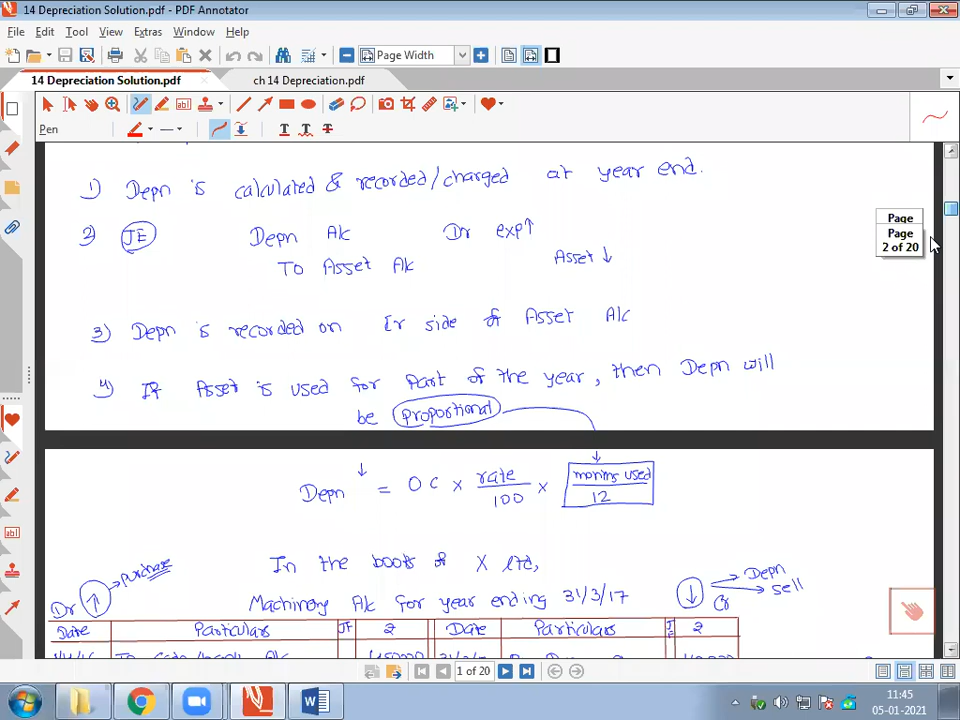 14 Depreciation Solution.pdf * - PDF Annotator
File Edit Tool View Extras Window Help
Page Width
14 Depreciation Solution.pdf ch 14 Depreciation.pdf
Pen
1) Depn is calculated & recorded/charged at year end.
2) JE Depn A/c Dr exp↑
To Asset A/c Asset ↓
3) Depn is recorded on Cr side of Asset A/c
4) If Asset is used for Part of the year, then Depn will
be proportional
Page
Page
2 of 20
Depn = O C × rate/100 × months used/12
In the books of X ltd,
Machinery A/c for year ending 31/3/17
Dr ↑ purchase
↓ Cr Depn
sell
Date Particulars JF ₹ Date Particulars JF ₹
1 of 20
11:45
05-01-2021